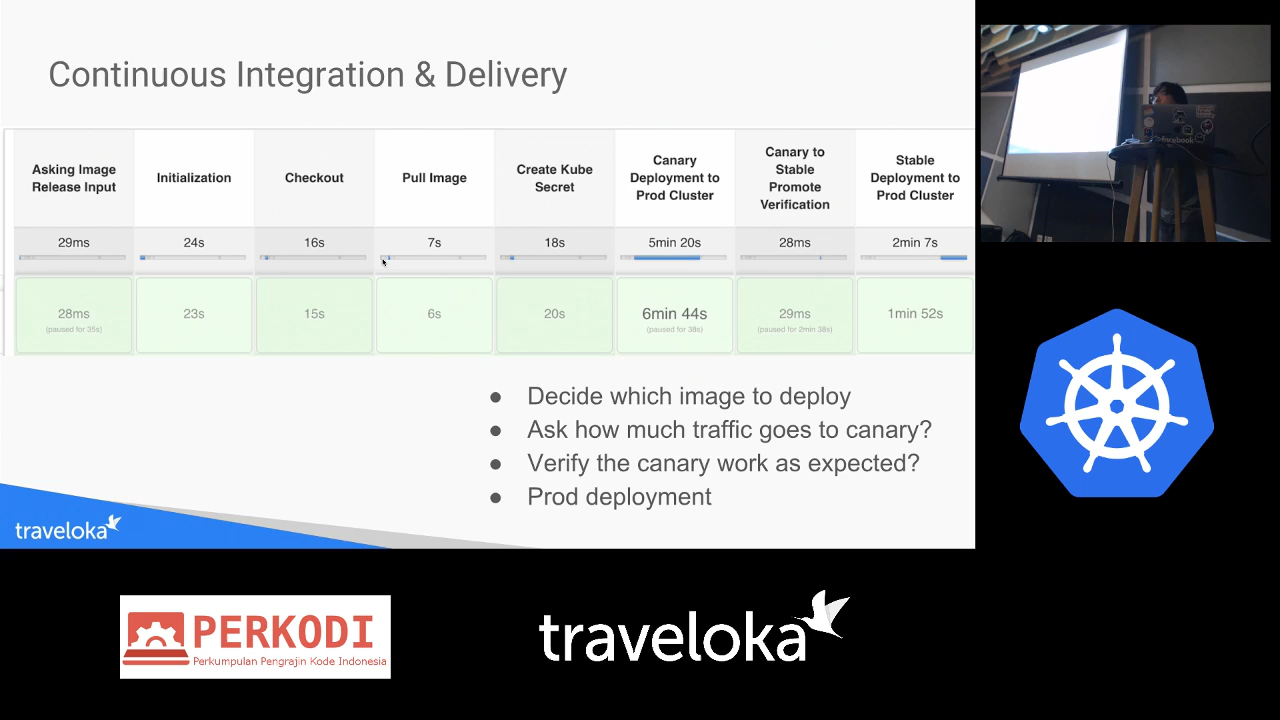 Continuous Integration & Delivery
Asking Image
Release Input
Initialization
Checkout
Pull Image
Create Kube
Secret
Canary
Deployment to
Prod Cluster
Canary to
Stable
Promote
Verification
Stable
Deployment to
Prod Cluster
29ms
24s
16s
7s
18s
5min 20s
28ms
2min 7s
28ms
(paused for 35s)
23s
15s
6s
20s
6min 44s
(paused for 38s)
29ms
(paused for 2min 38s)
1min 52s
● Decide which image to deploy
● Ask how much traffic goes to canary?
● Verify the canary work as expected?
● Prod deployment
traveloka
facebook
PERKODI
Perkumpulan Pengrajin Kode Indonesia
traveloka